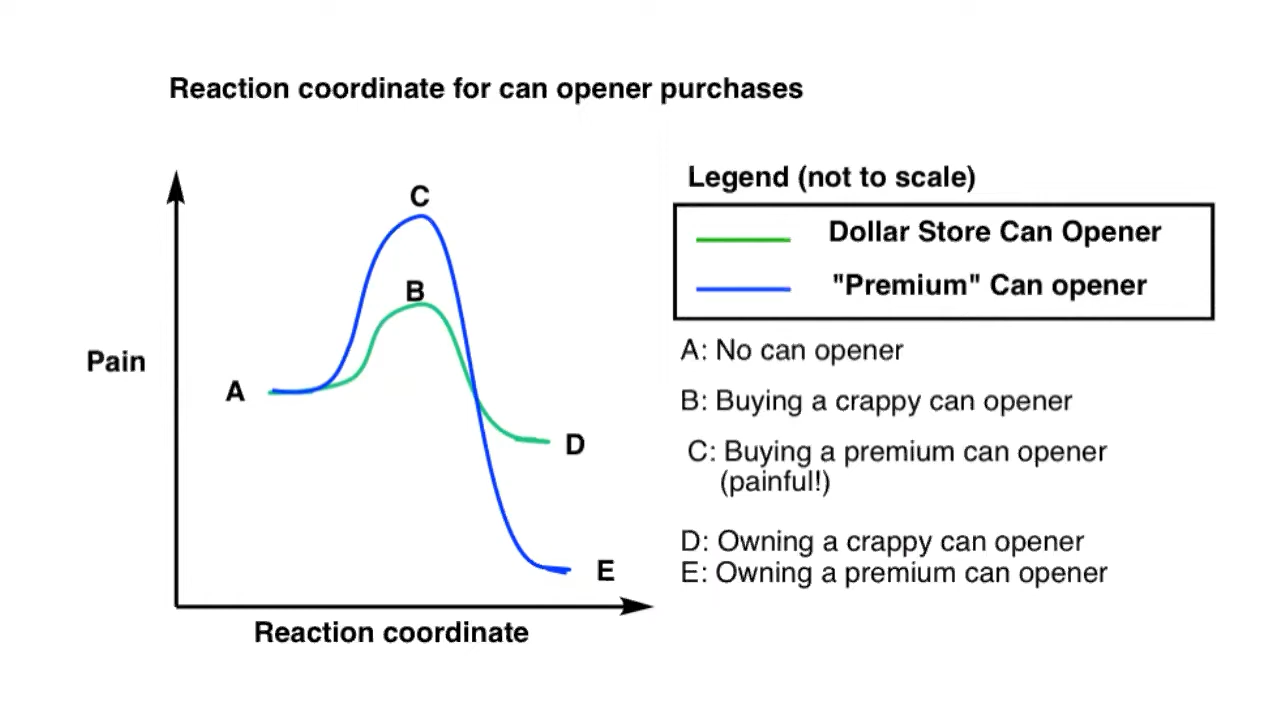 Reaction coordinate for can opener purchases
Legend (not to scale)
C
Dollar Store Can Opener
B
"Premium" Can opener
A: No can opener
Pain
A
B: Buying a crappy can opener
D
C: Buying a premium can opener
(painful!)
D: Owning a crappy can opener
E
E: Owning a premium can opener
Reaction coordinate